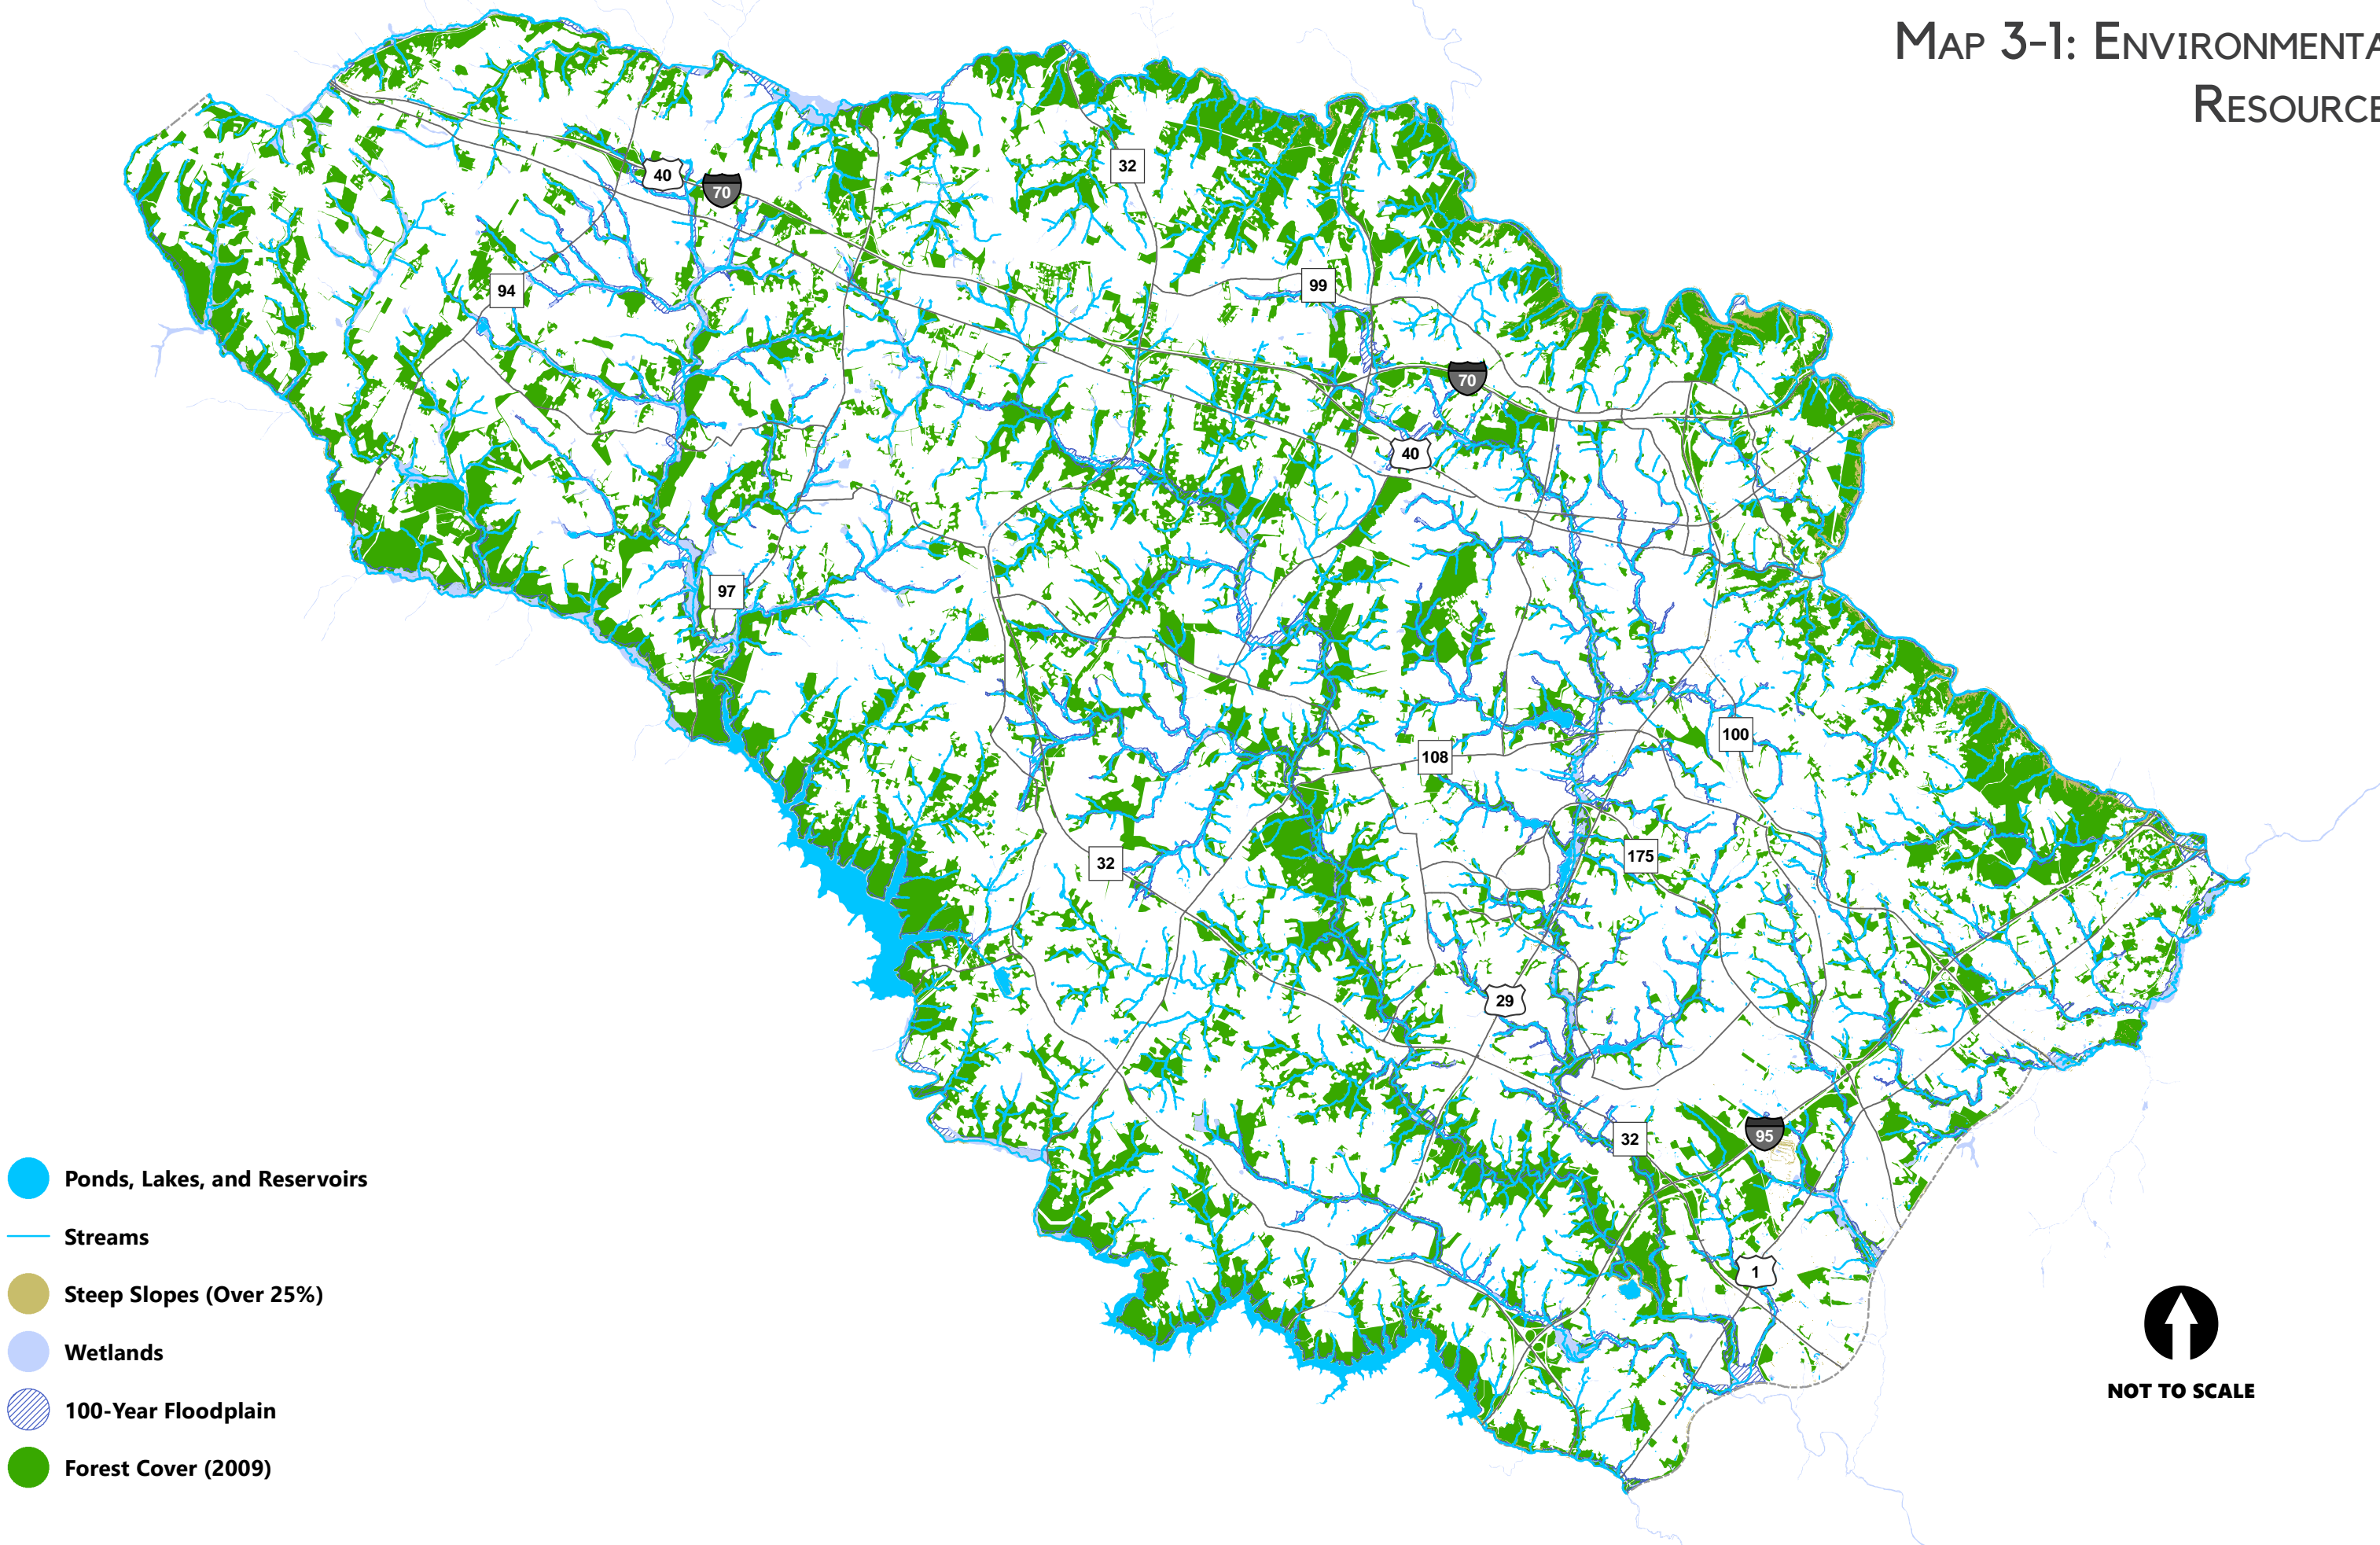 MAP 3-1: ENVIRONMENTA
RESOURCE
40
70
32
94
99
70
40
97
100
108
175
32
29
32
95
1
Ponds, Lakes, and Reservoirs
Streams
Steep Slopes (Over 25%)
Wetlands
100-Year Floodplain
Forest Cover (2009)
NOT TO SCALE